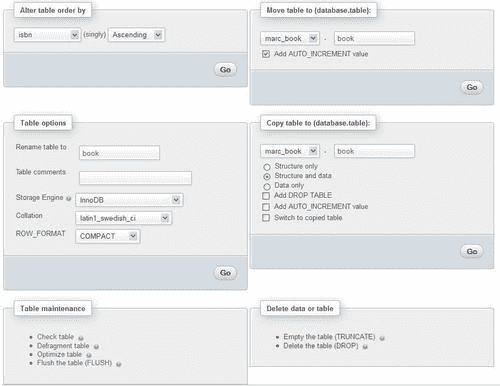 Alter table order by
isbn (singly) Ascending
Go
Move table to (database.table):
marc_book . book
Add AUTO_INCREMENT value
Go
Table options
Rename table to book
Table comments
Storage Engine InnoDB
Collation latin1_swedish_ci
ROW_FORMAT COMPACT
Go
Copy table to (database.table):
marc_book . book
Structure only
Structure and data
Data only
Add DROP TABLE
Add AUTO_INCREMENT value
Switch to copied table
Go
Table maintenance
Check table
Defragment table
Optimize table
Flush the table (FLUSH)
Delete data or table
Empty the table (TRUNCATE)
Delete the table (DROP)